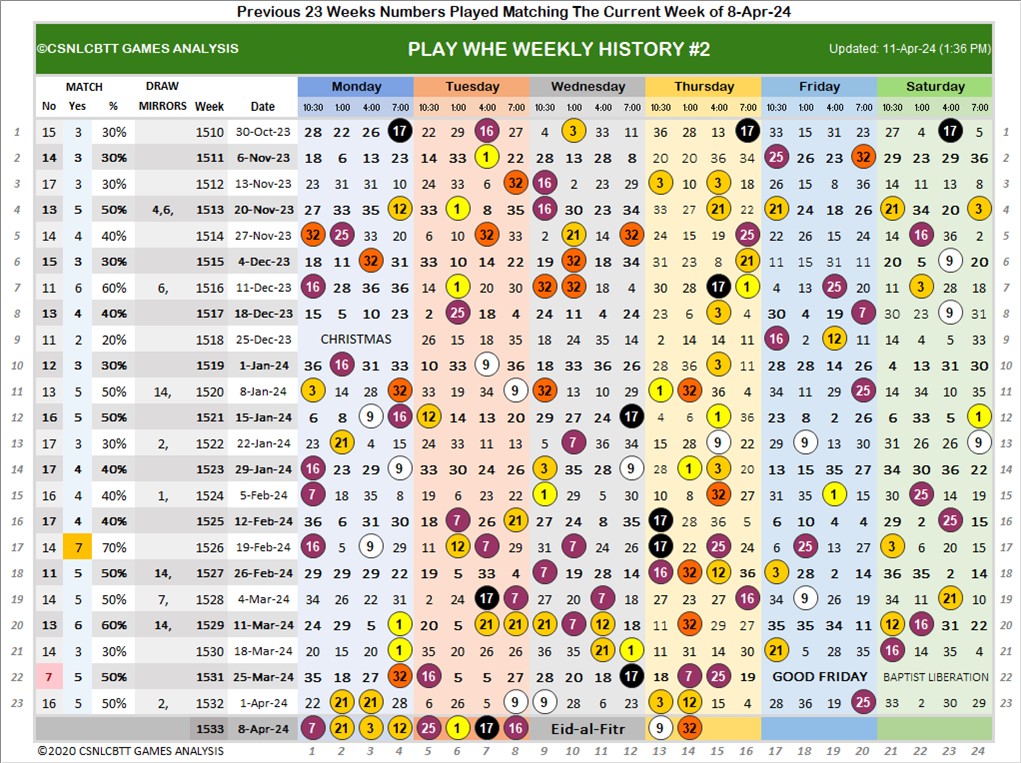 Previous 23 Weeks Numbers Played Matching The Current Week of 8-Apr-24
©CSNLCBTT GAMES ANALYSIS PLAY WHE WEEKLY HISTORY #2 Updated: 11-Apr-24 (1:36 PM)
MATCH DRAW Monday Tuesday Wednesday Thursday Friday Saturday
No Yes % MIRRORS Week Date 10:30 1:00 4:00 7:00 10:30 1:00 4:00 7:00 10:30 1:00 4:00 7:00 10:30 1:00 4:00 7:00 10:30 1:00 4:00 7:00 10:30 1:00 4:00 7:00
1 15 3 30% 1510 30-Oct-23 28 22 26 17 22 29 16 27 4 3 33 11 36 28 13 17 33 15 31 23 27 4 17 5 1
2 14 3 30% 1511 6-Nov-23 18 6 13 23 14 33 1 22 28 13 28 8 20 20 36 34 25 26 23 32 29 23 29 36 2
3 17 3 30% 1512 13-Nov-23 23 31 31 10 24 33 6 32 16 2 23 29 3 10 3 18 26 15 8 36 14 11 13 8 3
4 13 5 50% 4,6, 1513 20-Nov-23 27 33 35 12 33 1 8 35 16 30 23 34 33 27 21 22 21 24 18 26 21 34 20 3 4
5 14 4 40% 1514 27-Nov-23 32 25 33 20 6 10 32 33 2 21 14 32 24 15 19 25 22 26 15 24 14 16 36 2 5
6 15 3 30% 1515 4-Dec-23 18 11 32 31 33 10 14 22 19 32 18 34 31 23 8 21 11 15 31 11 20 5 9 20 6
7 11 6 60% 6, 1516 11-Dec-23 16 28 36 36 14 1 20 30 32 32 18 4 30 28 17 1 4 13 25 20 11 3 28 30 7
8 13 4 40% 1517 18-Dec-23 15 5 10 23 2 25 18 4 24 11 4 24 23 6 3 4 30 4 19 7 30 23 9 31 8
9 11 2 20% 1518 25-Dec-23 CHRISTMAS 26 15 18 35 18 24 35 14 2 14 14 11 16 2 12 11 14 4 5 33 9
10 12 3 30% 1519 1-Jan-24 36 16 31 33 10 33 9 36 18 33 36 26 30 35 3 11 28 28 14 26 4 13 31 30 10
11 13 5 50% 14, 1520 8-Jan-24 3 14 28 32 33 19 34 9 32 13 10 29 1 32 36 4 34 11 29 25 14 34 10 35 11
12 16 5 50% 1521 15-Jan-24 6 8 9 16 12 14 13 20 29 27 24 17 4 6 1 36 23 8 2 26 6 33 5 1 12
13 17 3 30% 2, 1522 22-Jan-24 23 21 4 15 24 33 11 13 5 7 36 34 15 28 9 22 29 9 13 30 31 26 26 9 13
14 17 4 40% 1523 29-Jan-24 16 23 29 9 33 30 24 26 3 35 28 9 28 1 3 20 13 15 35 27 34 30 36 22 14
15 16 4 40% 1, 1524 5-Feb-24 7 18 35 8 19 6 23 22 1 29 5 30 10 8 32 27 31 35 1 15 22 25 14 19 15
16 17 4 40% 1525 12-Feb-24 36 6 31 30 18 7 26 21 27 24 8 35 17 28 36 5 6 10 4 4 29 2 25 15 16
17 14 7 70% 1526 19-Feb-24 16 5 9 29 11 12 7 29 31 7 24 26 17 22 25 24 18 25 13 27 3 6 20 15 17
18 11 5 50% 14, 1527 26-Feb-24 29 29 29 22 19 5 33 4 7 19 28 14 16 32 12 36 3 28 2 14 36 35 2 14 18
19 14 5 50% 7, 1528 4-Mar-24 34 26 22 31 2 24 17 7 20 19 7 18 27 23 27 16 34 9 26 19 34 11 21 10 19
20 13 6 60% 14, 1529 11-Mar-24 24 29 5 1 20 5 21 21 21 7 12 18 20 32 29 27 35 35 34 11 12 16 31 22 20
21 14 3 30% 1530 18-Mar-24 20 15 20 1 35 20 26 26 36 35 21 1 11 31 14 30 21 5 28 35 16 14 35 4 21
22 7 5 50% 1531 25-Mar-24 35 18 27 32 16 5 5 27 28 20 18 17 18 7 25 19 GOOD FRIDAY BAPTIST LIBERATION 22
23 16 5 50% 2, 1532 1-Apr-24 22 21 21 28 6 26 5 9 9 28 6 23 3 12 14 24 28 36 19 25 33 2 30 29 23
1533 8-Apr-24 7 21 3 12 25 1 17 16 Eid-al-Fitr 9 32
©2020 CSNLCBTT GAMES ANALYSIS 1 2 3 4 5 6 7 8 9 10 11 12 13 14 15 16 17 18 19 20 21 22 23 24